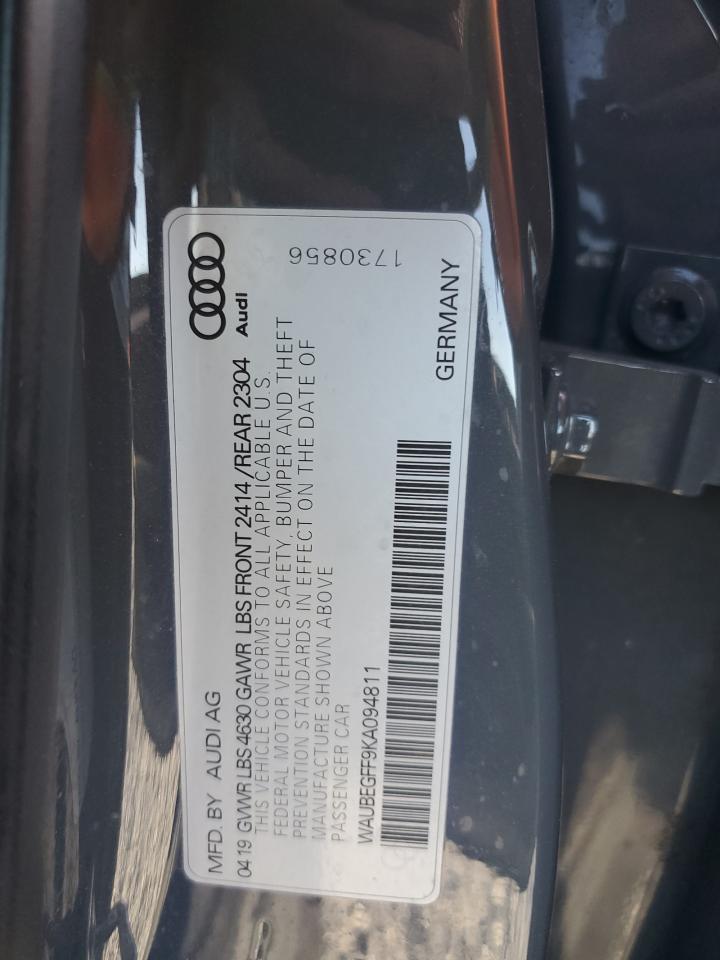 MFD. BY AUDI AG
Audi
04.19 GVWR LBS 4630 GAWR LBS FRONT 2414 /REAR 2304
THIS VEHICLE CONFORMS TO ALL APPLICABLE U.S.
FEDERAL MOTOR VEHICLE SAFETY, BUMPER AND THEFT
PREVENTION STANDARDS IN EFFECT ON THE DATE OF
MANUFACTURE SHOWN ABOVE
PASSENGER CAR
1730856
WAUBEGFF9KA094811
GERMANY